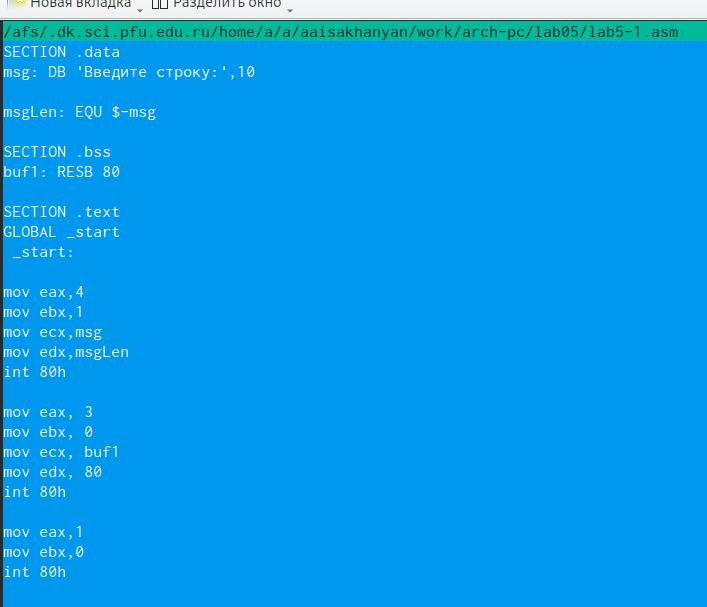 Новая вкладка Разделить окно
/afs/.dk.sci.pfu.edu.ru/home/a/a/aaisakhanyan/work/arch-pc/lab05/lab5-1.asm
SECTION .data
msg: DB 'Введите строку:',10
msgLen: EQU $-msg
SECTION .bss
buf1: RESB 80
SECTION .text
GLOBAL _start
_start:
mov eax,4
mov ebx,1
mov ecx,msg
mov edx,msgLen
int 80h
mov eax, 3
mov ebx, 0
mov ecx, buf1
mov edx, 80
int 80h
mov eax,1
mov ebx,0
int 80h